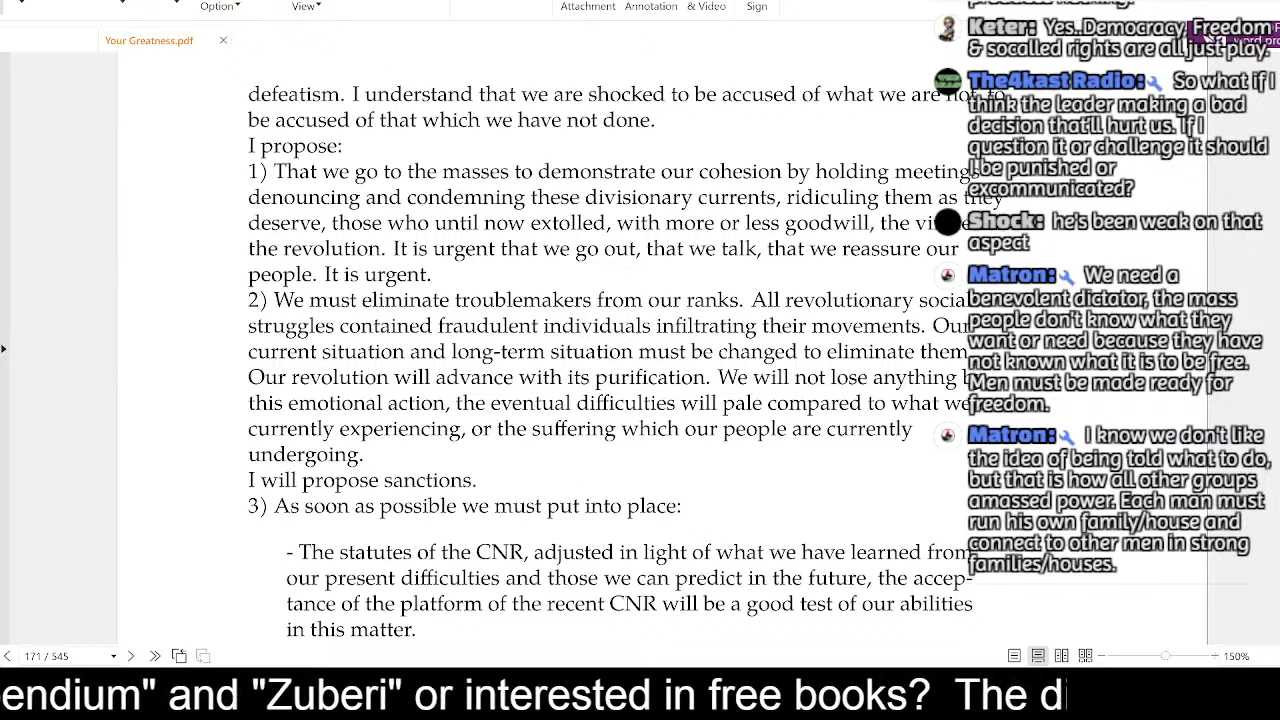 Option
View
Attachment Annotation & Video Sign
Your Greatness.pdf
defeatism. I understand that we are shocked to be accused of what we are not, to
be accused of that which we have not done.
I propose:
1) That we go to the masses to demonstrate our cohesion by holding meetings
denouncing and condemning these divisionary currents, ridiculing them as they
deserve, those who until now extolled, with more or less goodwill, the
the revolution. It is urgent that we go out, that we talk, that we reassure our
people. It is urgent.
2) We must eliminate troublemakers from our ranks. All revolutionary social
struggles contained fraudulent individuals infiltrating their movements. Our
current situation and long-term situation must be changed to eliminate them.
Our revolution will advance with its purification. We will not lose anything
this emotional action, the eventual difficulties will pale compared to what we
currently experiencing, or the suffering which our people are currently
undergoing.
I will propose sanctions.
3) As soon as possible we must put into place:
- The statutes of the CNR, adjusted in light of what we have learned from
our present difficulties and those we can predict in the future, the accep-
tance of the platform of the recent CNR will be a good test of our abilities
in this matter.
171 / 545
150%
Keter: Yes..Democracy, Freedom
& socalled rights are all just play.
The4kast Radio: So what if I
think the leader making a bad
decision that'll hurt us. If I
question it or challenge it should
I be punished or
excommunicated?
Shock: he's been weak on that
aspect
Matron: We need a
benevolent dictator, the mass
people don't know what they
want or need because they have
not known what it is to be free.
Men must be made ready for
freedom.
Matron: I know we don't like
the idea of being told what to do,
but that is how all other groups
amassed power. Each man must
run his own family/house and
connect to other men in strong
families/houses.
endium" and "Zuberi" or interested in free books? The di